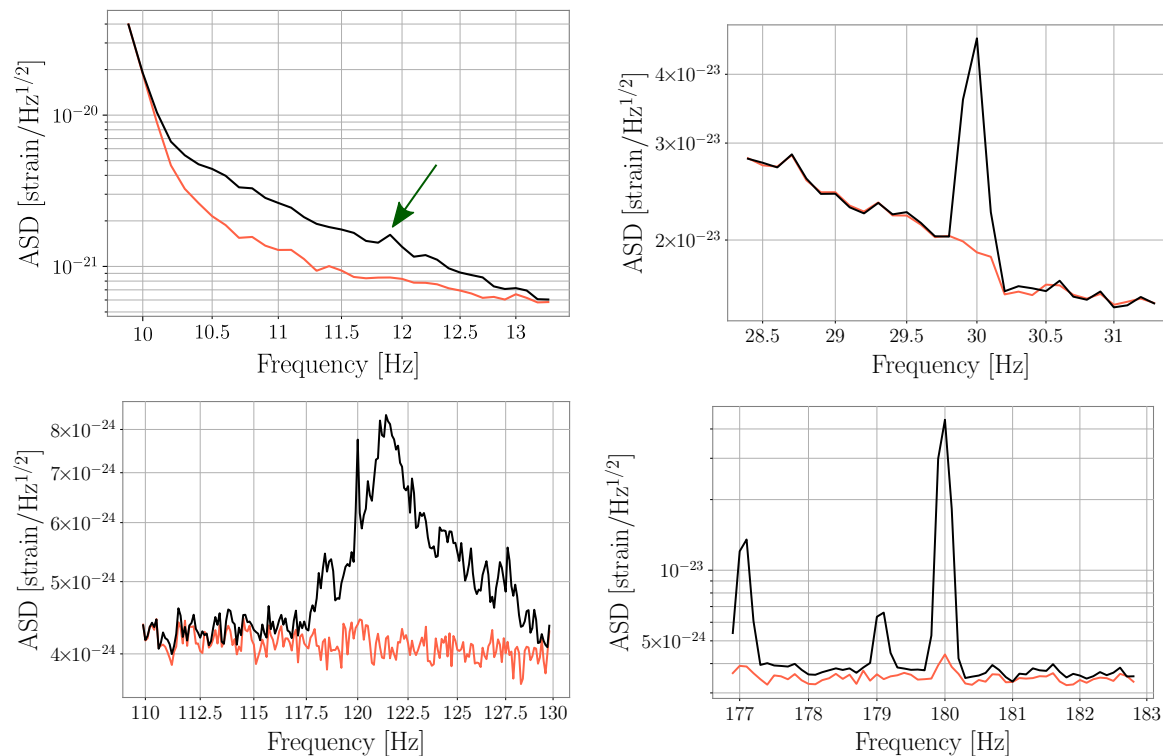 ASD [strain/Hz^{1/2}]
10^{−20}
10^{−21}
10 10.5 11 11.5 12 12.5 13
Frequency [Hz]
ASD [strain/Hz^{1/2}]
4×10^{−23}
3×10^{−23}
2×10^{−23}
28.5 29 29.5 30 30.5 31
Frequency [Hz]
ASD [strain/Hz^{1/2}]
8×10^{−24}
7×10^{−24}
6×10^{−24}
5×10^{−24}
4×10^{−24}
110 112.5 115 117.5 120 122.5 125 127.5 130
Frequency [Hz]
ASD [strain/Hz^{1/2}]
10^{−23}
5×10^{−24}
177 178 179 180 181 182 183
Frequency [Hz]